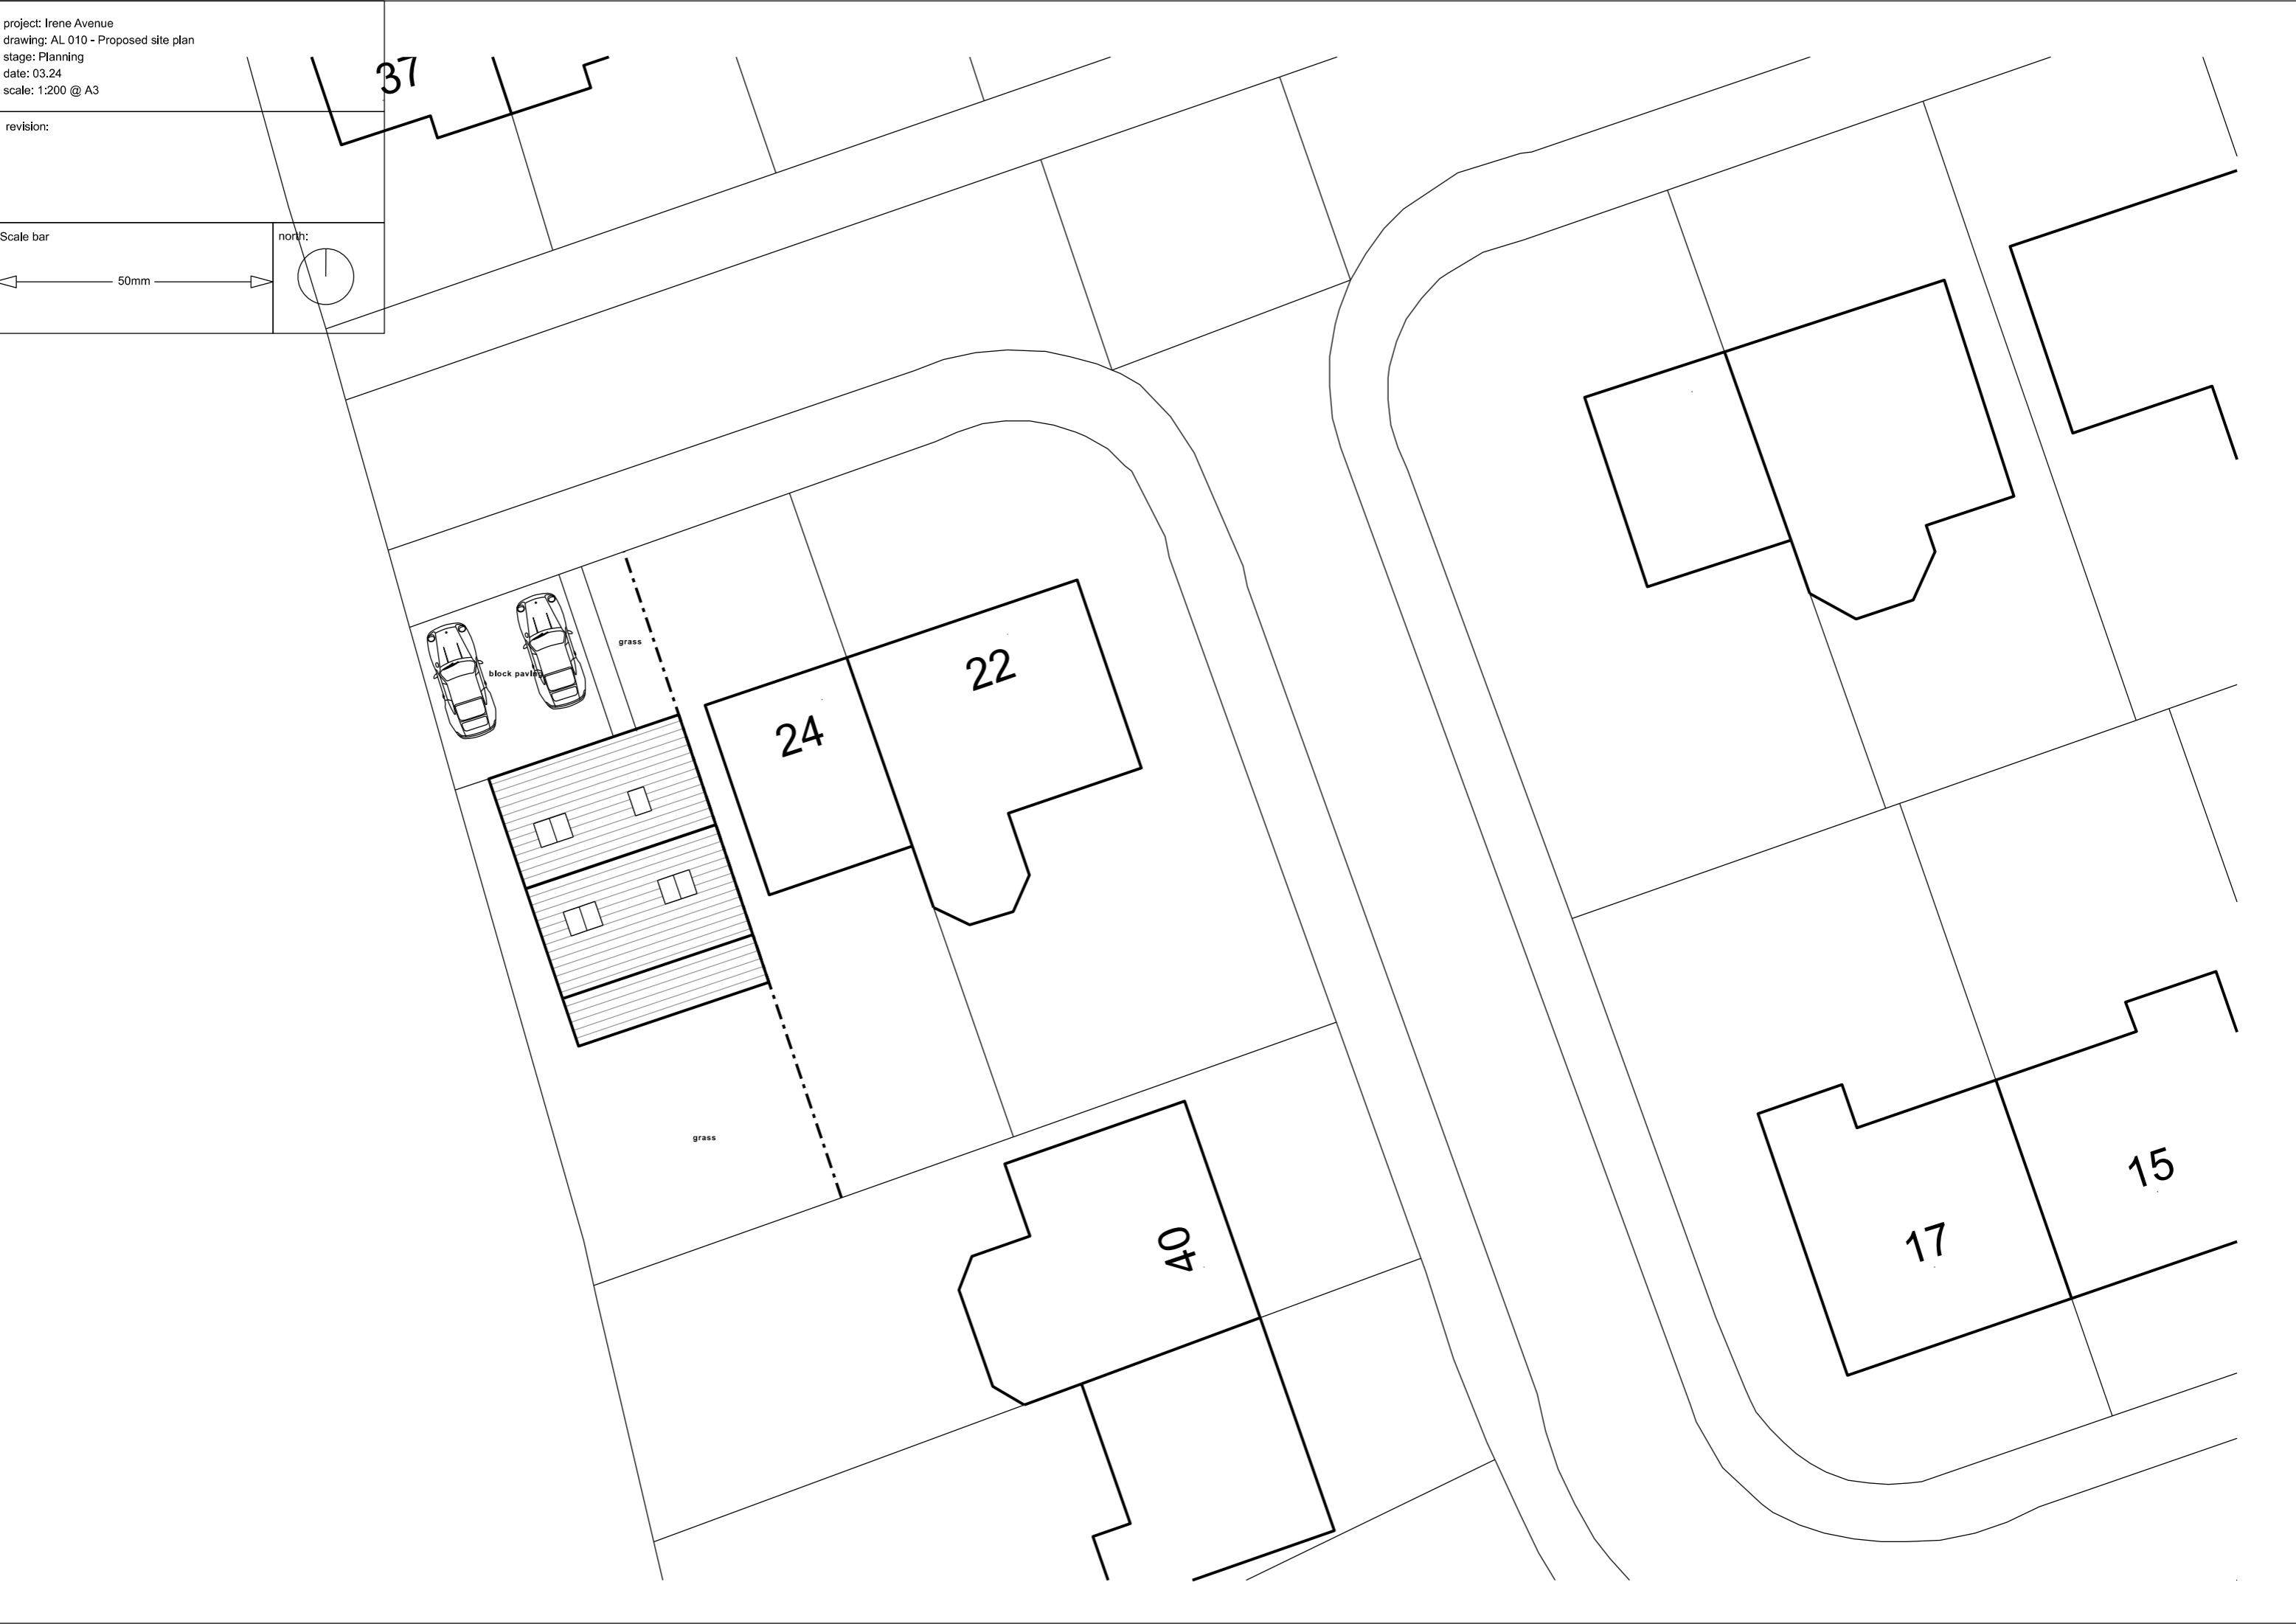 project: Irene Avenue
drawing: AL 010 - Proposed site plan
stage: Planning
date: 03.24
scale: 1:200 @ A3
revision:
Scale bar
north:
50mm
37
grass
block paving
22
24
grass
40
15
17